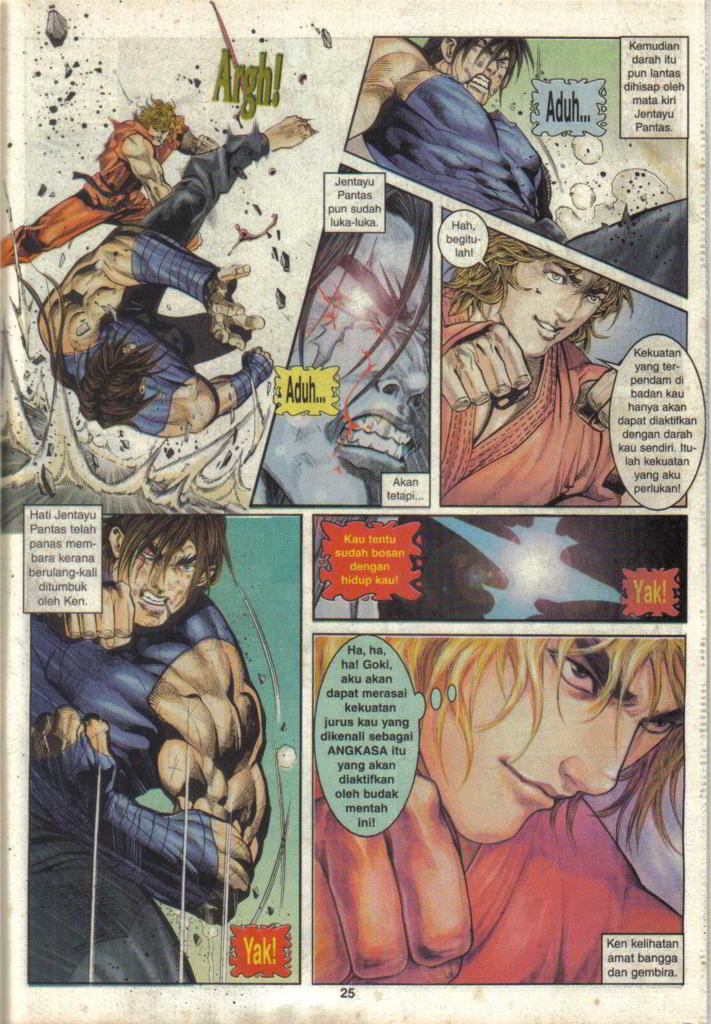 Argh!
Kemudian
darah itu
pun lantas
dihisap oleh
mata kiri
Jentayu
Pantas.
Aduh...
Jentayu
Pantas
pun sudah
luka-luka.
Aduh...
Akan
tetapi...
Hah,
begitu-
lah!
Kekuatan
yang ter-
pendam di
badan kau
hanya akan
dapat diaktifkan
dengan darah
kau sendiri. Itu-
lah kekuatan
yang aku
perlukan!
Hati Jentayu
Pantas telah
panas mem-
bara kerana
berulang-kali
ditumbuk
oleh Ken.
Yak!
Kau tentu
sudah bosan
dengan
hidup kau!
Yak!
Ha, ha,
ha! Goki,
aku akan
dapat merasai
kekuatan
jurus kau yang
dikenali sebagai
ANGKASA itu
yang akan
diaktifkan
oleh budak
mentah
ini!
Ken kelihatan
amat bangga
dan gembira.
25